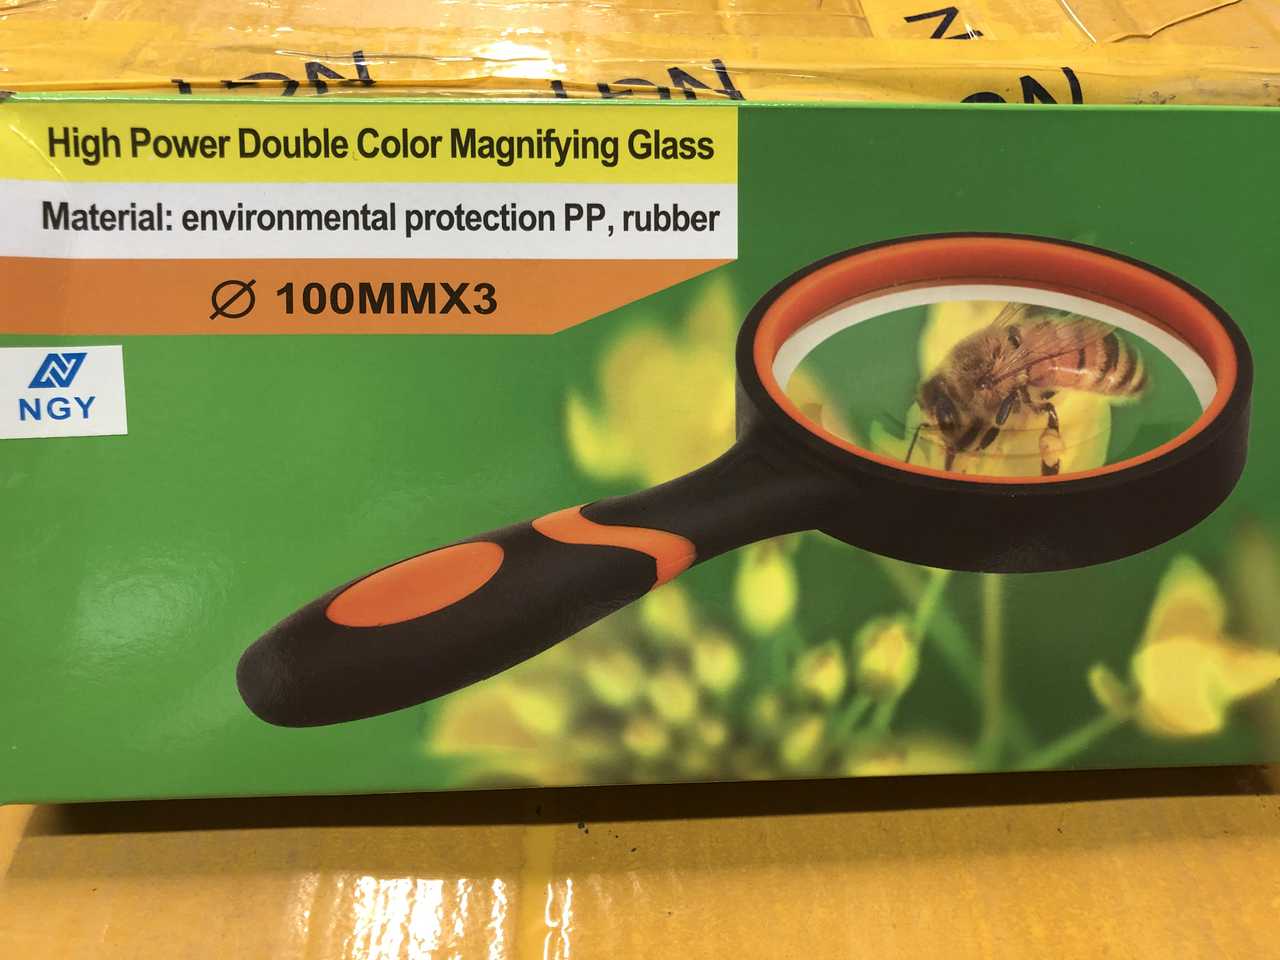 High Power Double Color Magnifying Glass
Material: environmental protection PP, rubber
Ø 100MMX3
NGY